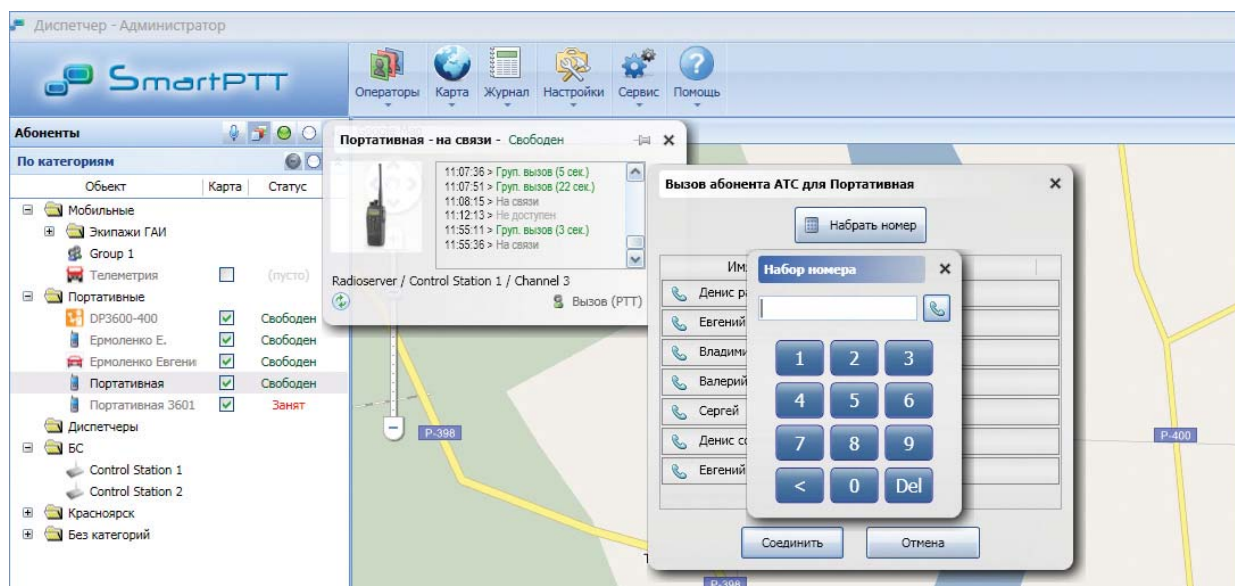 Диспетчер - Администратор
SmartPTT
Операторы Карта Журнал Настройки Сервис Помощь
Абоненты
По категориям
Объект Карта Статус
Мобильные
Экипажи ГАИ
Group 1
Телеметрия (пусто)
Портативные
DP3600-400 Свободен
Ермоленко Е. Свободен
Ермоленко Евгени Свободен
Портативная Свободен
Портативная 3601 Занят
Диспетчеры
БС
Control Station 1
Control Station 2
Красноярск
Без категорий
Портативная - на связи - Свободен
11:07:36 > Груп. вызов (5 сек.)
11:07:51 > Груп. вызов (22 сек.)
11:08:15 > На связи
11:12:13 > Не доступен
11:55:11 > Груп. вызов (3 сек.)
11:55:36 > На связи
Radioserver / Control Station 1 / Channel 3
Вызов (PTT)
Вызов абонента АТС для Портативная
Набрать номер
Денис
Евгений
Валерий
Сергей
Денис
Евгений
Набор номера
1 2 3
4 5 6
7 8 9
< 0 Del
Соединить Отмена
P-398
P-400
P-398